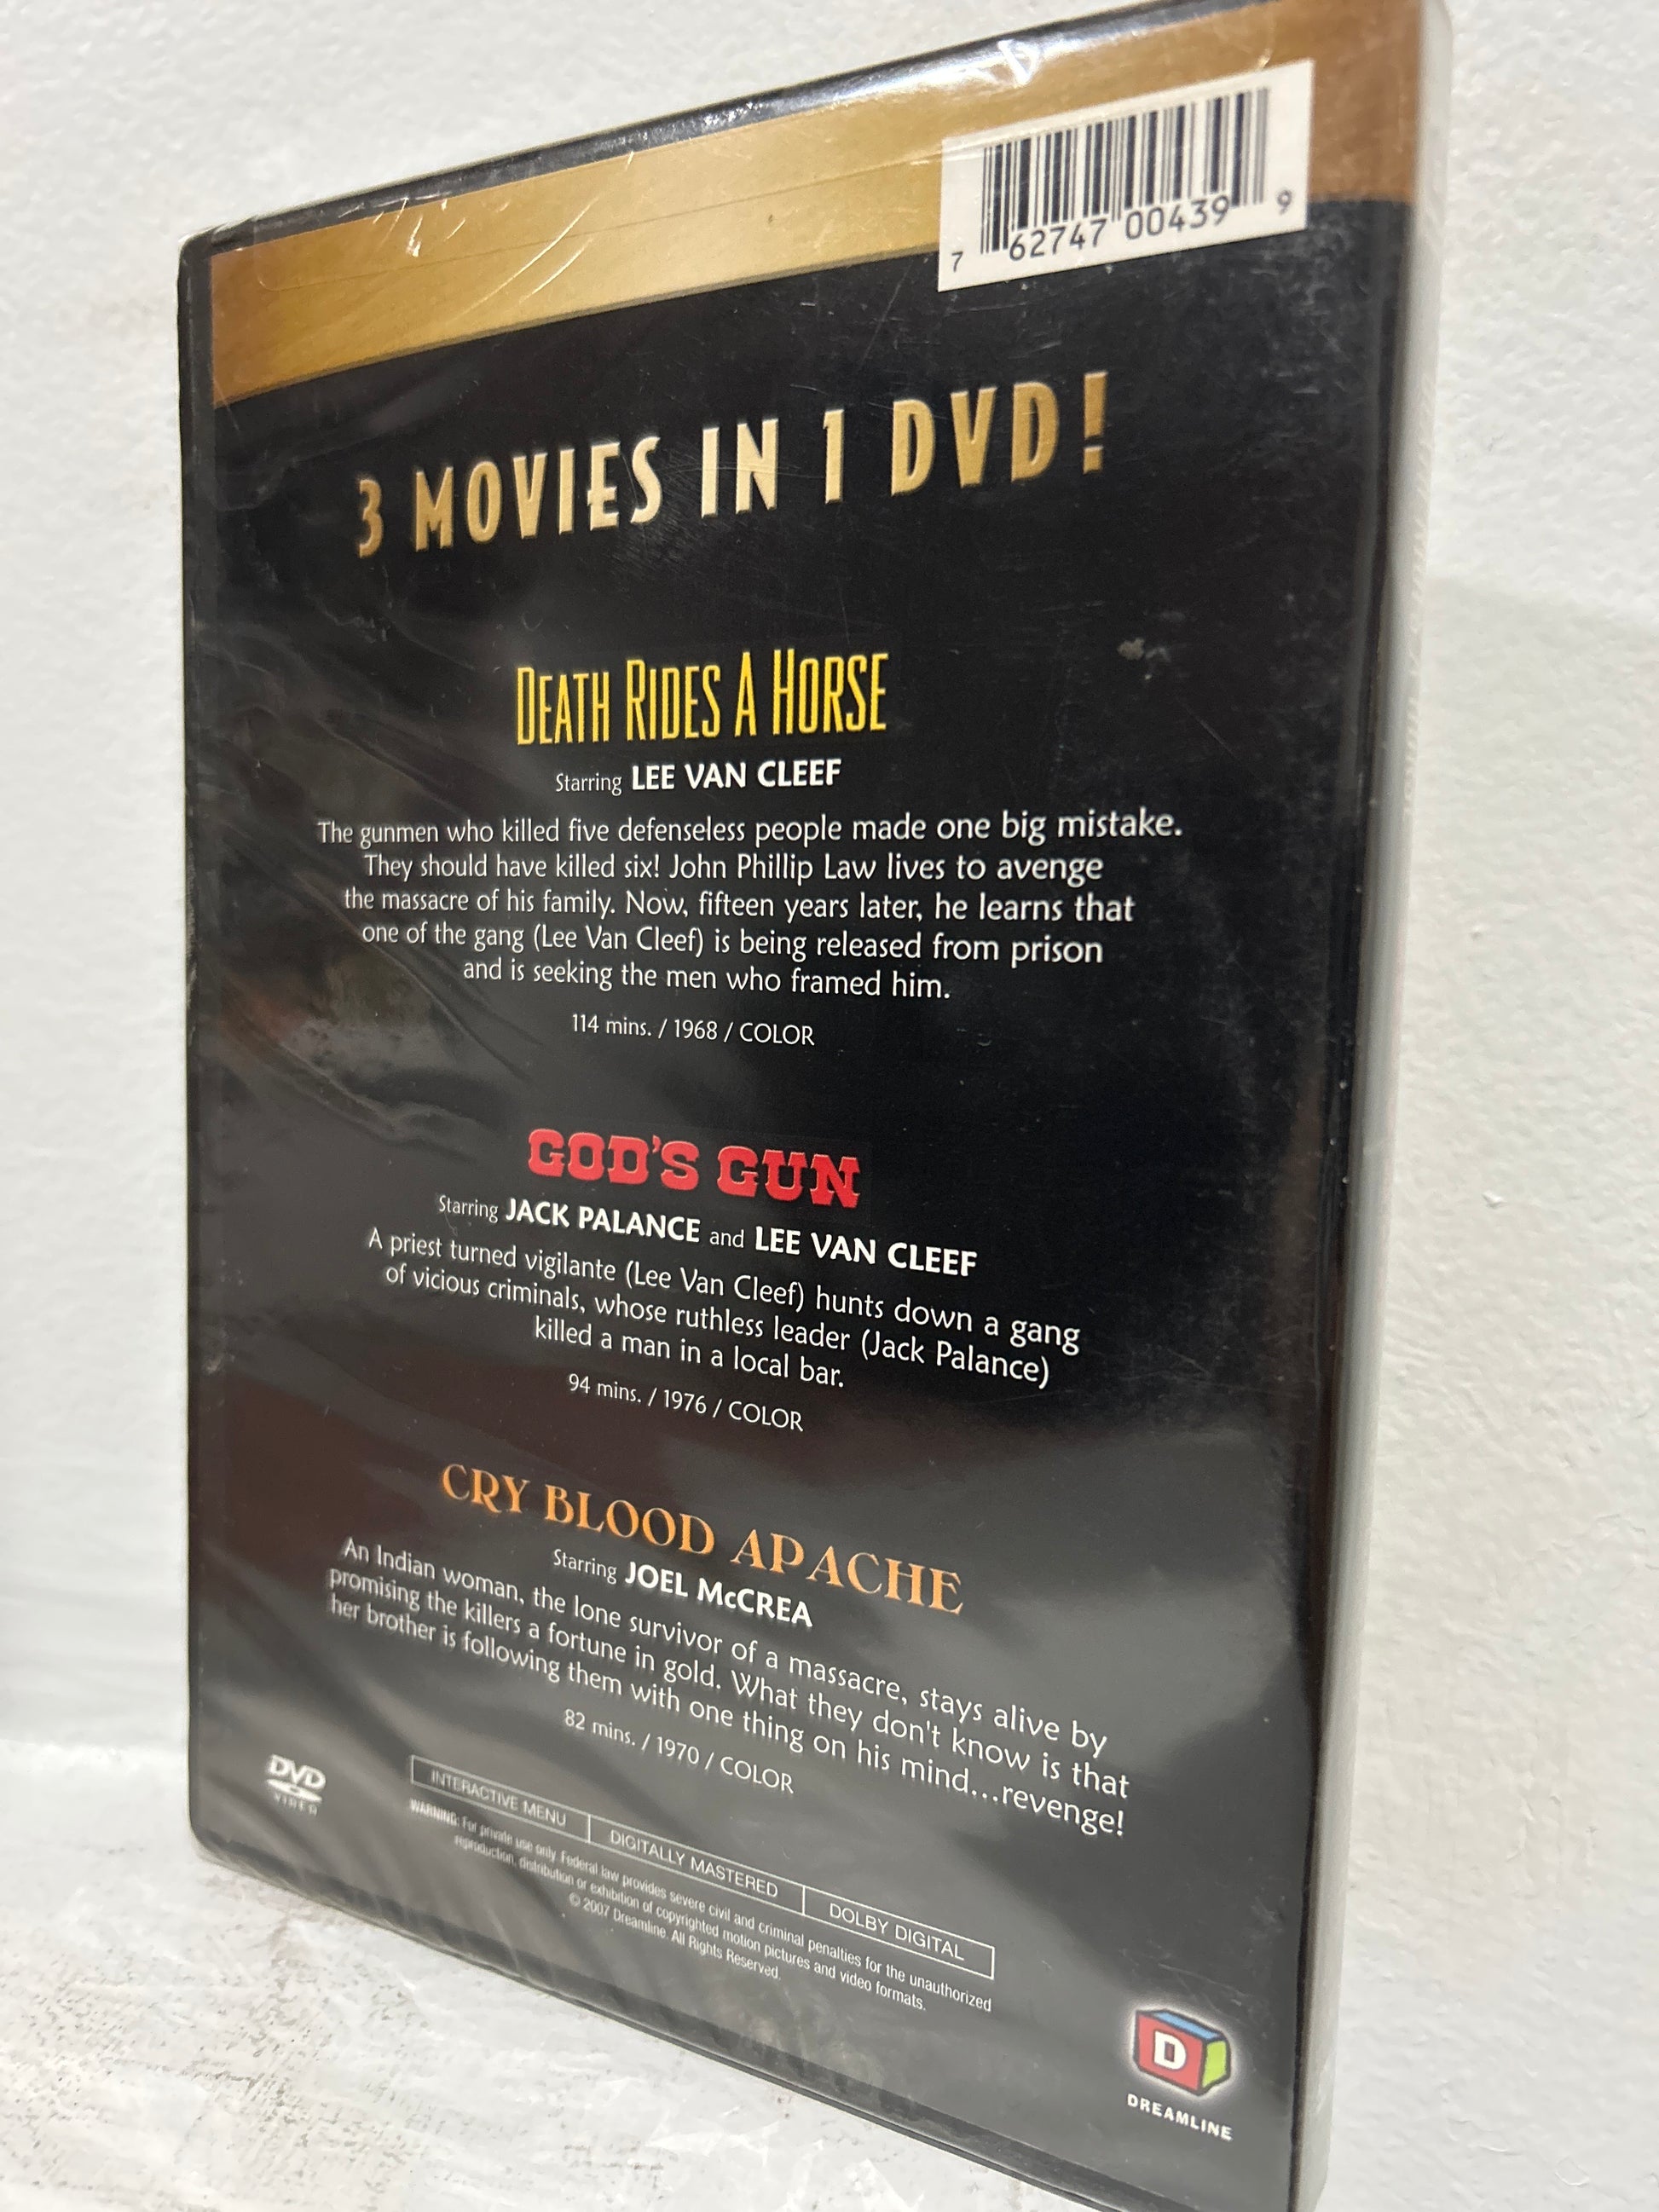 7 62747 00439 9
3 MOVIES IN 1 DVD!
DEATH RIDES A HORSE
Starring LEE VAN CLEEF
The gunmen who killed five defenseless people made one big mistake.
They should have killed six! John Phillip Law lives to avenge
the massacre of his family. Now, fifteen years later, he learns that
one of the gang (Lee Van Cleef) is being released from prison
and is seeking the men who framed him.
114 mins. / 1968 / COLOR
GOD'S GUN
Starring JACK PALANCE and LEE VAN CLEEF
A priest turned vigilante (Lee Van Cleef) hunts down a gang
of vicious criminals, whose ruthless leader (Jack Palance)
killed a man in a local bar.
94 mins. / 1976 / COLOR
CRY BLOOD APACHE
Starring JOEL McCREA
An Indian woman, the lone survivor of a massacre, stays alive by
promising the killers a fortune in gold. What they don't know is that
her brother is following them with one thing on his mind...revenge!
82 mins. / 1970 / COLOR
DVD
VIDEO
INTERACTIVE MENU DIGITALLY MASTERED DOLBY DIGITAL
WARNING: For private use only. Federal law provides severe civil and criminal penalties for the unauthorized
reproduction, distribution or exhibition of copyrighted motion pictures and video formats.
© 2007 Dreamline. All Rights Reserved.
D
DREAMLINE